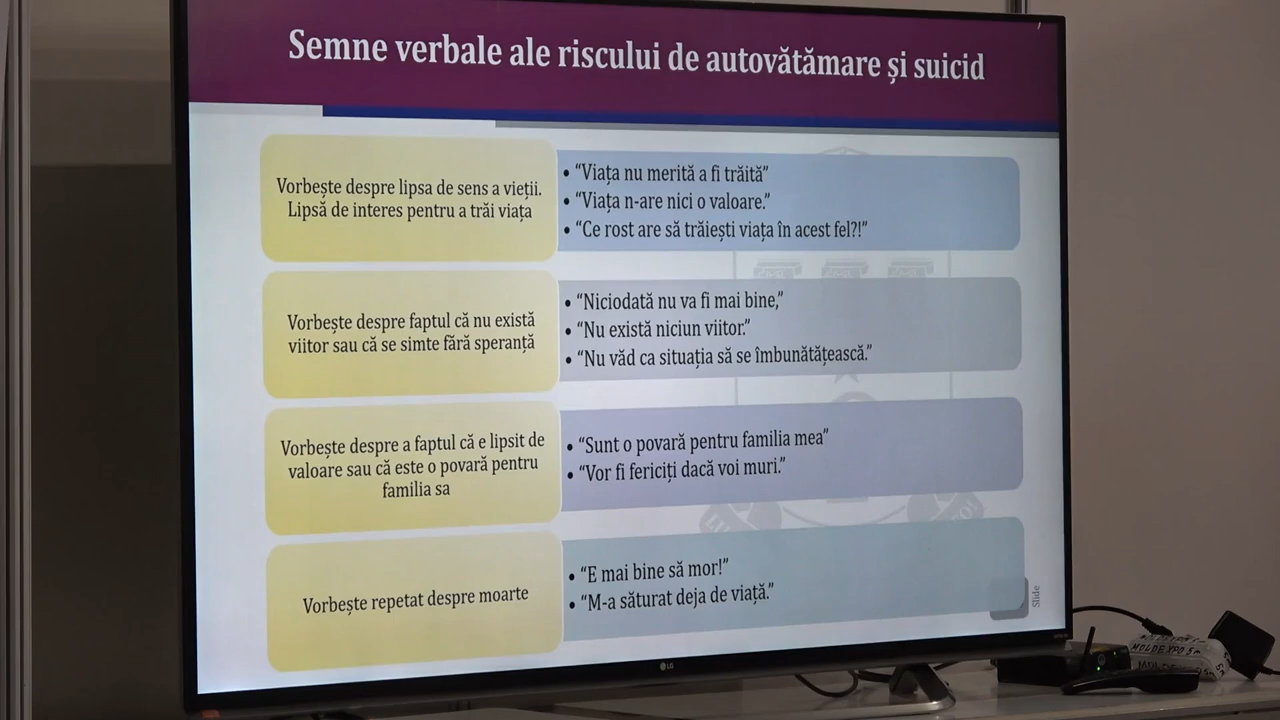 Semne verbale ale riscului de autovătămare și suicid
Vorbește despre lipsa de sens a vieții.
Lipsă de interes pentru a trăi viața
• “Viața nu merită a fi trăită”
• “Viața n-are nici o valoare.”
• “Ce rost are să trăiești viața în acest fel?!”
Vorbește despre faptul că nu există
viitor sau că se simte fără speranță
• “Niciodată nu va fi mai bine,”
• “Nu există niciun viitor.”
• “Nu văd ca situația să se îmbunătățească.”
Vorbește despre a faptul că e lipsit de
valoare sau că este o povară pentru
familia sa
• “Sunt o povară pentru familia mea”
• “Vor fi fericiți dacă voi muri.”
Vorbește repetat despre moarte
• “E mai bine să mor!”
• “M-a săturat deja de viață.”
Slide
LG
MOLDEXPO